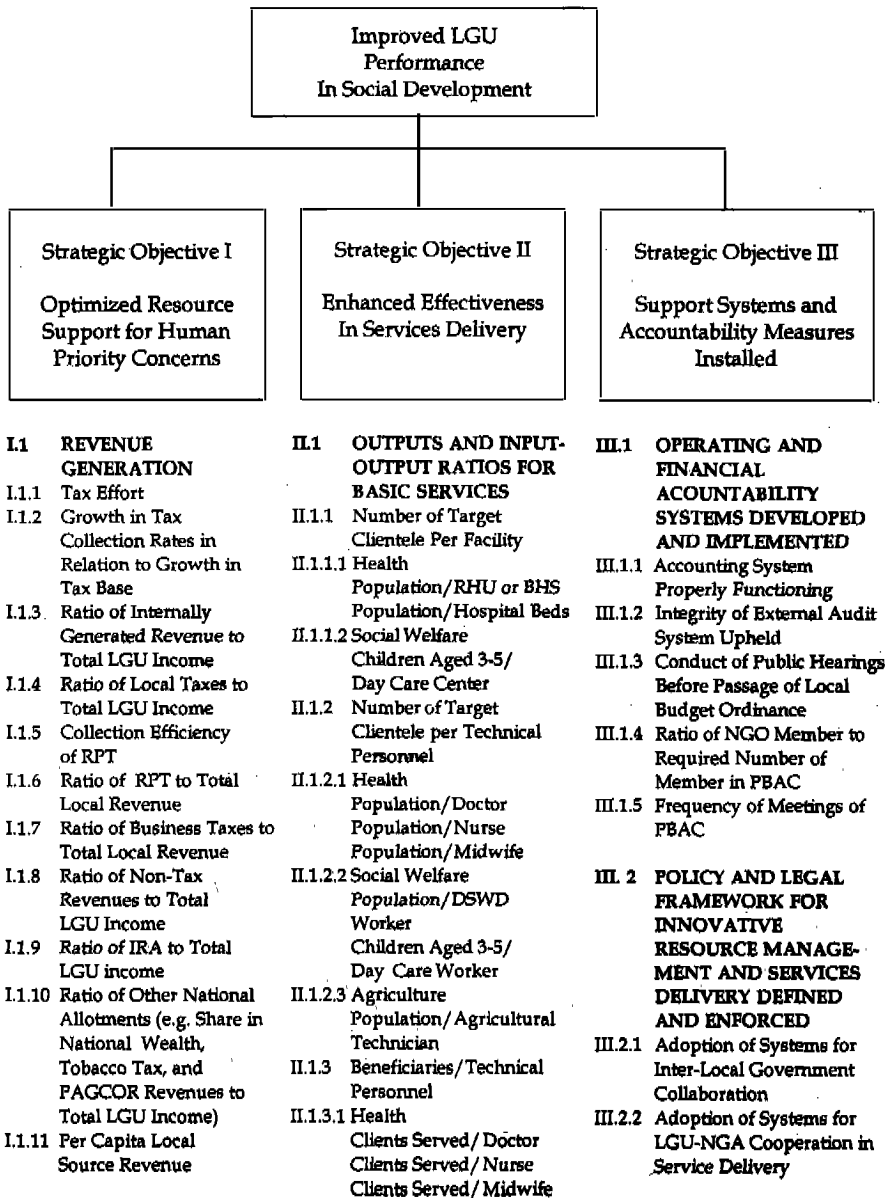 Improved LGU
Performance
In Social Development
Strategic Objective I
Optimized Resource
Support for Human
Priority Concerns
Strategic Objective II
Enhanced Effectiveness
In Services Delivery
Strategic Objective III
Support Systems and
Accountability Measures
Installed
I.1 REVENUE
GENERATION
I.1.1 Tax Effort
I.1.2 Growth in Tax
Collection Rates in
Relation to Growth in
Tax Base
I.1.3 Ratio of Internally
Generated Revenue to
Total LGU Income
I.1.4 Ratio of Local Taxes to
Total LGU Income
I.1.5 Collection Efficiency
of RPT
I.1.6 Ratio of RPT to Total
Local Revenue
I.1.7 Ratio of Business Taxes to
Total Local Revenue
I.1.8 Ratio of Non-Tax
Revenues to Total
LGU Income
I.1.9 Ratio of IRA to Total
LGU income
I.1.10 Ratio of Other National
Allotments (e.g. Share in
National Wealth,
Tobacco Tax, and
PAGCOR Revenues to
Total LGU Income)
I.1.11 Per Capita Local
Source Revenue
II.1 OUTPUTS AND INPUT-
OUTPUT RATIOS FOR
BASIC SERVICES
II.1.1 Number of Target
Clientele Per Facility
II.1.1.1 Health
Population/RHU or BHS
Population/Hospital Beds
II.1.1.2 Social Welfare
Children Aged 3-5/
Day Care Center
II.1.2 Number of Target
Clientele per Technical
Personnel
II.1.2.1 Health
Population/Doctor
Population/Nurse
Population/Midwife
II.1.2.2 Social Welfare
Population/DSWD
Worker
Children Aged 3-5/
Day Care Worker
II.1.2.3 Agriculture
Population/Agricultural
Technician
II.1.3 Beneficiaries/Technical
Personnel
II.1.3.1 Health
Clients Served/Doctor
Clients Served/Nurse
Clients Served/Midwife
III.1 OPERATING AND
FINANCIAL
ACOUNTABILITY
SYSTEMS DEVELOPED
AND IMPLEMENTED
III.1.1 Accounting System
Properly Functioning
III.1.2 Integrity of External Audit
System Upheld
III.1.3 Conduct of Public Hearings
Before Passage of Local
Budget Ordinance
III.1.4 Ratio of NGO Member to
Required Number of
Member in PBAC
III.1.5 Frequency of Meetings of
PBAC
III. 2 POLICY AND LEGAL
FRAMEWORK FOR
INNOVATIVE
RESOURCE MANAGE-
MENT AND SERVICES
DELIVERY DEFINED
AND ENFORCED
III.2.1 Adoption of Systems for
Inter-Local Government
Collaboration
III.2.2 Adoption of Systems for
LGU-NGA Cooperation in
Service Delivery